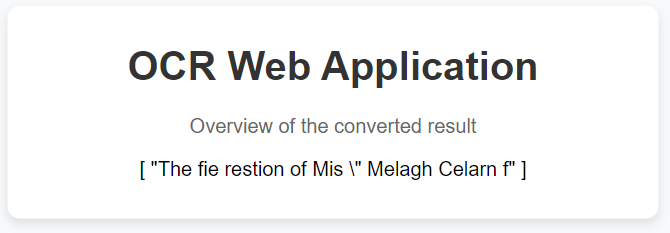 OCR Web Application
Overview of the converted result
[ "The fie restion of Mis \" Melagh Celarn f" ]